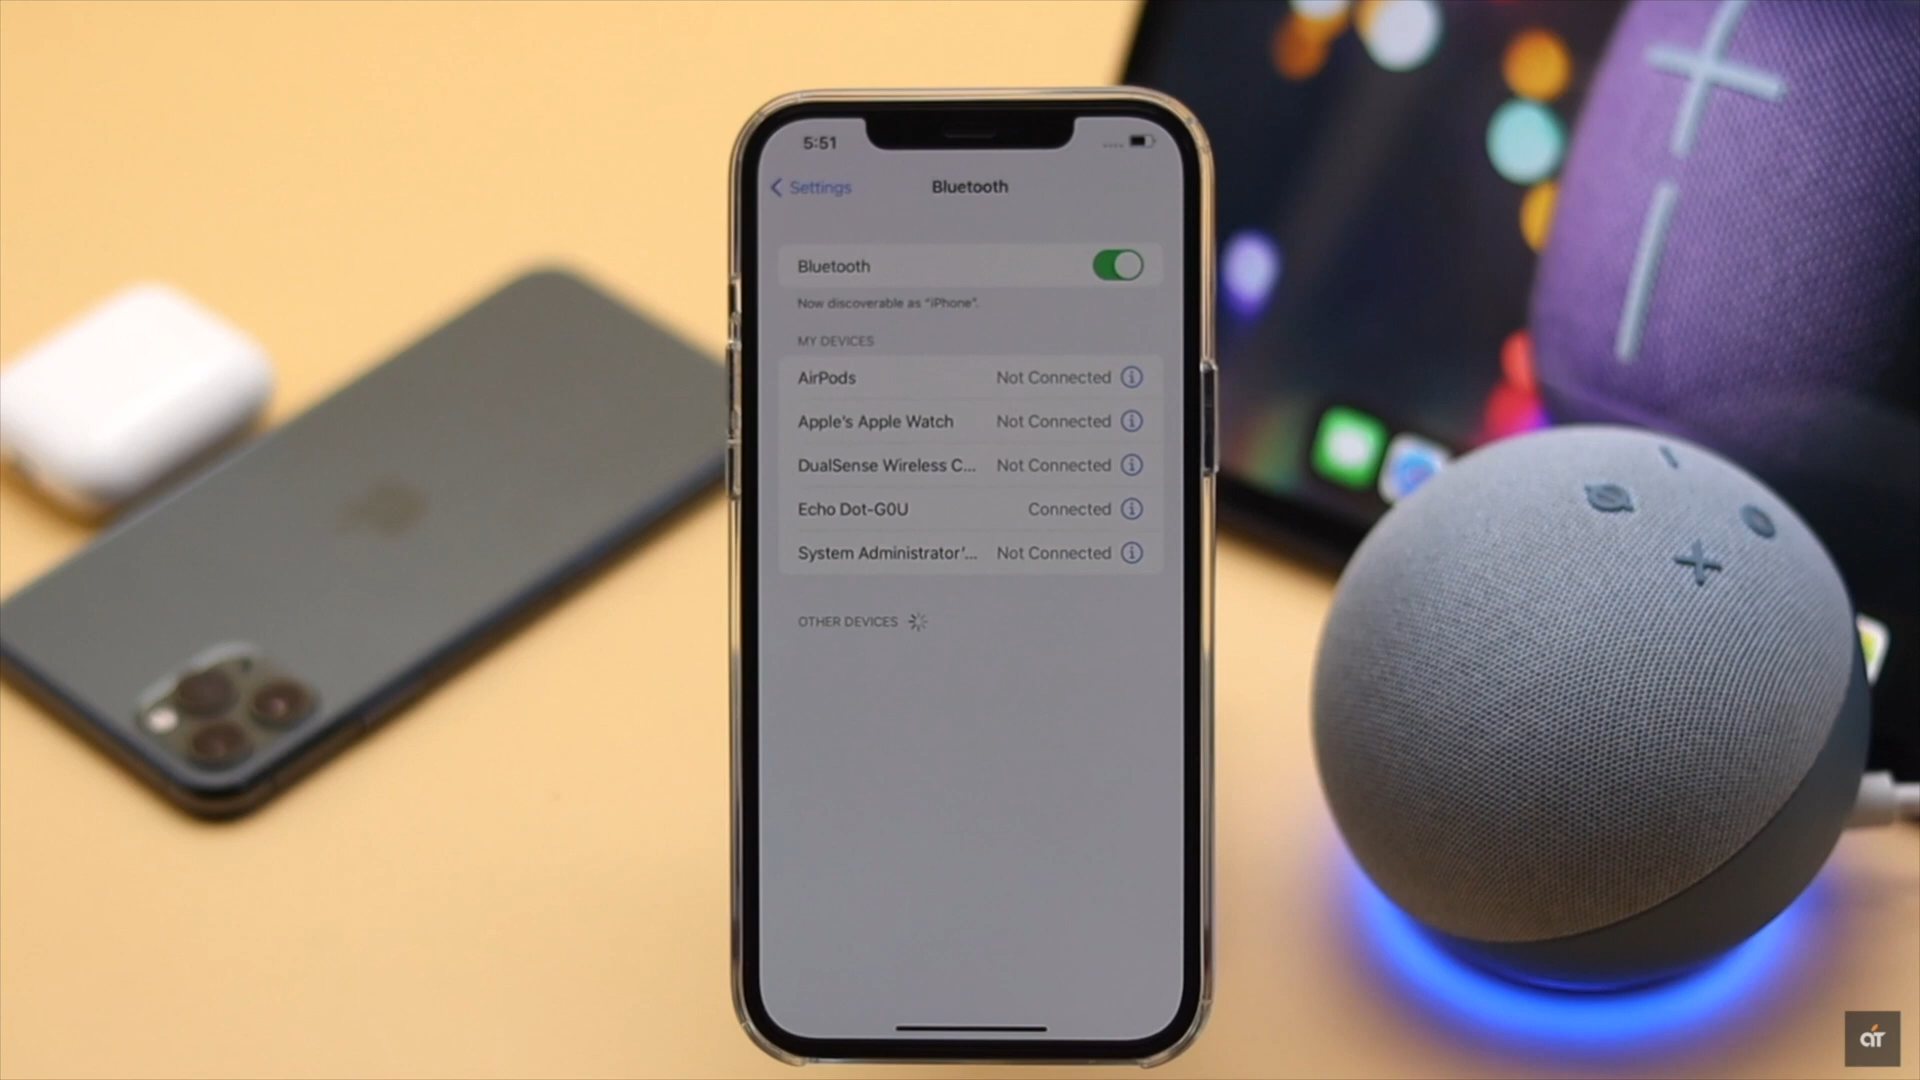 5:51
Settings
Bluetooth
Bluetooth
Now discoverable as "iPhone".
MY DEVICES
AirPods Not Connected
Apple's Apple Watch Not Connected
DualSense Wireless C... Not Connected
Echo Dot-G0U Connected
System Administrator'... Not Connected
OTHER DEVICES
aT